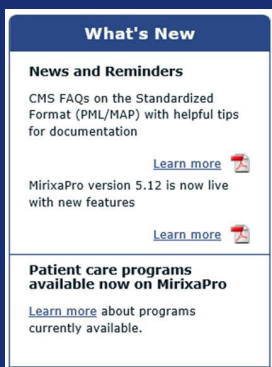 What's New
News and Reminders
CMS FAQs on the Standardized
Format (PML/MAP) with helpful tips
for documentation
Learn more
MirixaPro version 5.12 is now live
with new features
Learn more
Patient care programs
available now on MirixaPro
Learn more about programs
currently available.